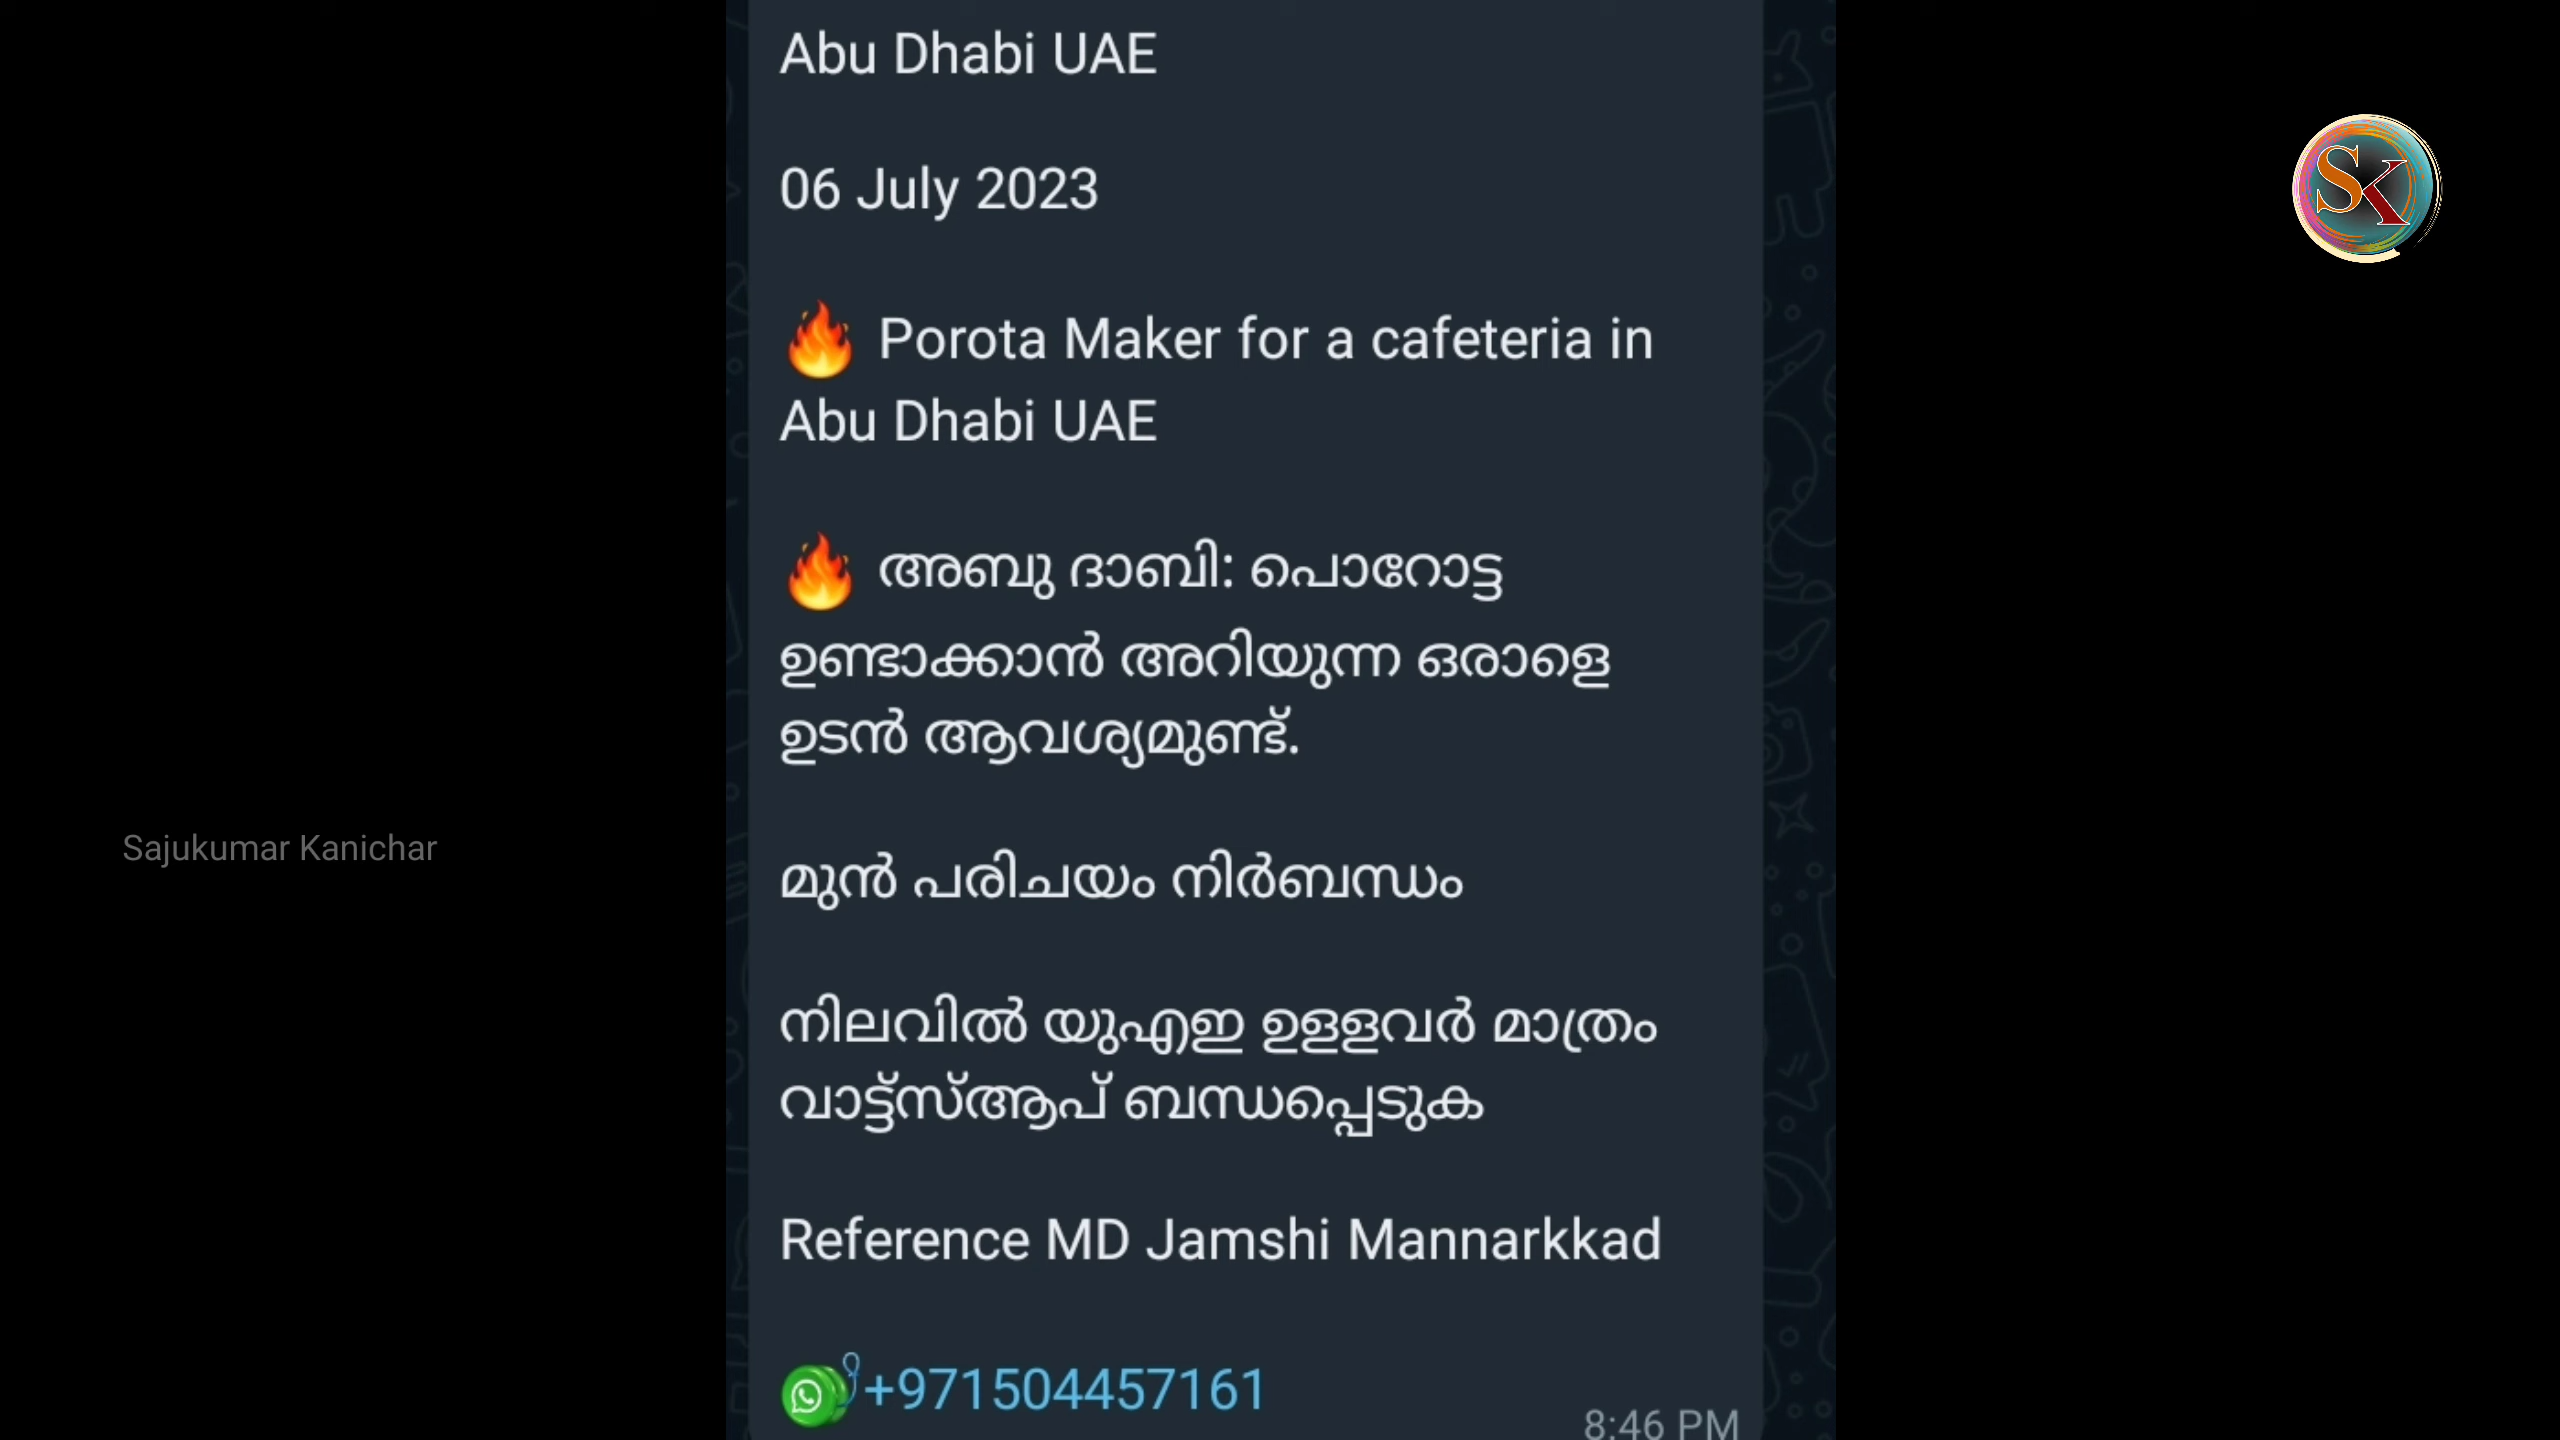 Abu Dhabi UAE
06 July 2023
SK
🔥 Porota Maker for a cafeteria in
Abu Dhabi UAE
🔥 അബു ദാബി: പൊറോട്ട
ഉണ്ടാക്കാൻ അറിയുന്ന ഒരാളെ
ഉടൻ ആവശ്യമുണ്ട്.
Sajukumar Kanichar
മുൻ പരിചയം നിർബന്ധം
നിലവിൽ യുഎഇ ഉളളവർ മാത്രം
വാട്ട്സ്ആപ് ബന്ധപ്പെടുക
Reference MD Jamshi Mannarkkad
+971504457161
8:46 PM